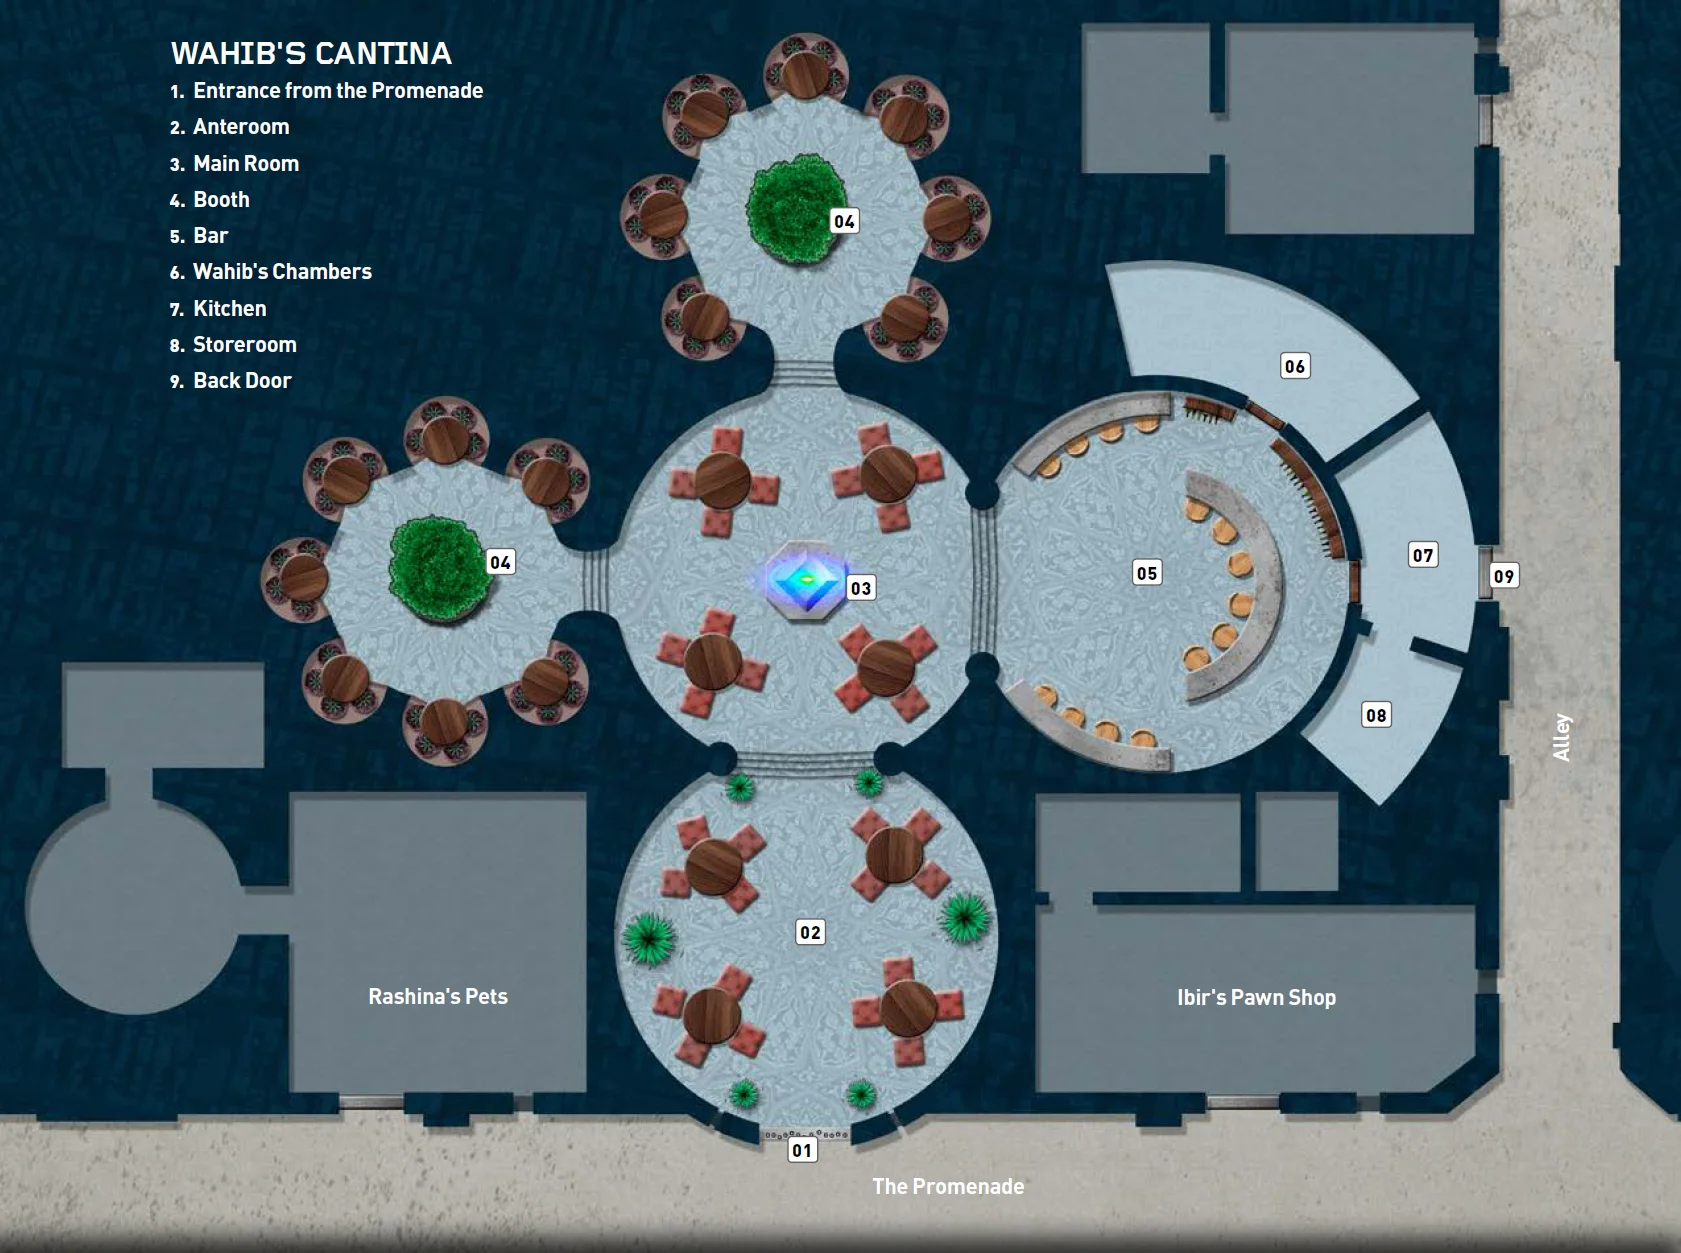 WAHIB'S CANTINA
1. Entrance from the Promenade
2. Anteroom
3. Main Room
4. Booth
5. Bar
6. Wahib's Chambers
7. Kitchen
8. Storeroom
9. Back Door
04
06
04
03
05
07
09
08
Alley
02
Rashina's Pets
Ibir's Pawn Shop
01
The Promenade